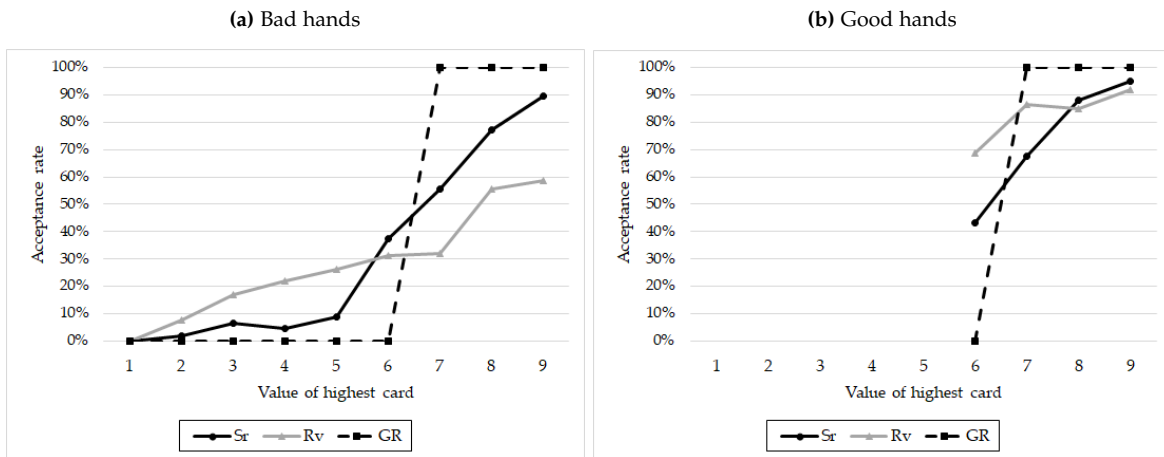 (a) Bad hands
100%
90%
80%
70%
60%
50%
40%
30%
20%
10%
0%
Acceptance rate
1 2 3 4 5 6 7 8 9
Value of highest card
Sr Rv GR
(b) Good hands
100%
90%
80%
70%
60%
50%
40%
30%
20%
10%
0%
Acceptance rate
1 2 3 4 5 6 7 8 9
Value of highest card
Sr Rv GR